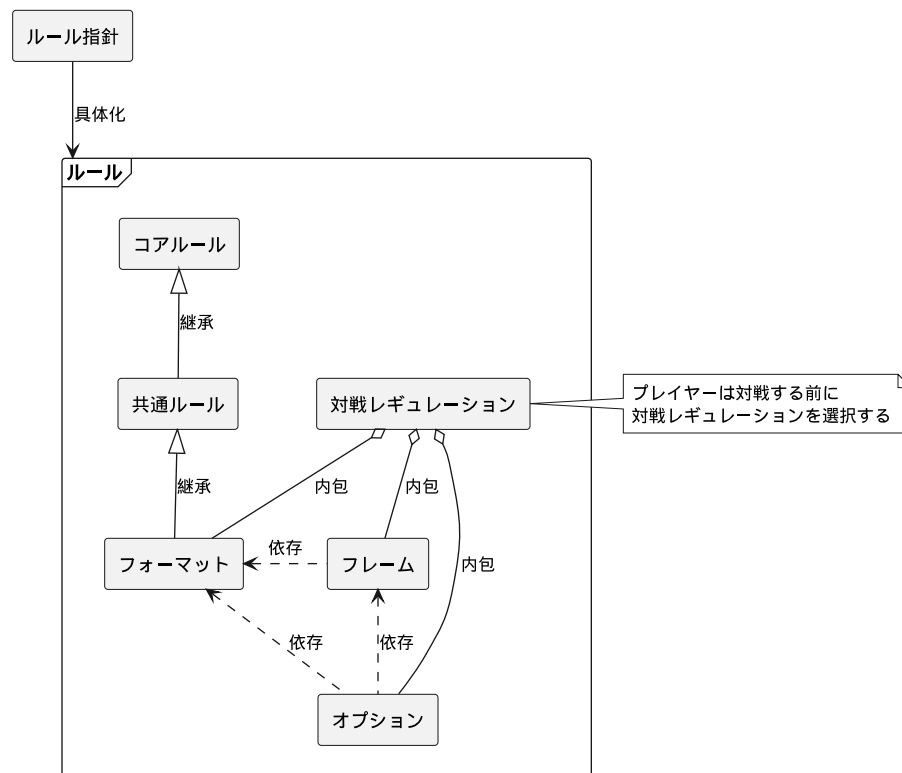 ルール指針
具体化
ルール
コアルール
継承
共通ルール
対戦レギュレーション
プレイヤーは対戦する前に
対戦レギュレーションを選択する
継承
内包
内包
内包
フォーマット
依存
フレーム
依存
依存
オプション